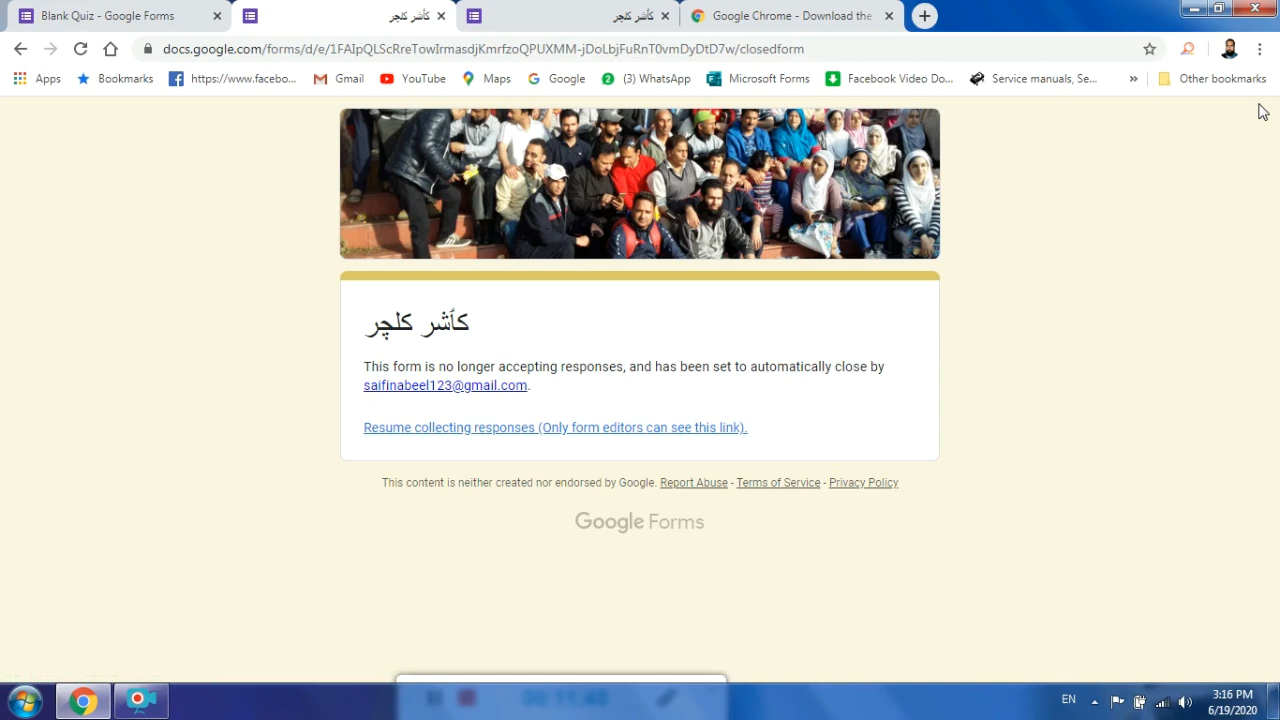 Blank Quiz - Google Forms
کٲشر کلچر
کٲشر کلچر
Google Chrome - Download the
docs.google.com/forms/d/e/1FAIpQLScRreTowIrmasdjKmrfzoQPUXMM-jDoLbjFuRnT0vmDyDtD7w/closedform
Apps
Bookmarks
https://www.facebo...
Gmail
YouTube
Maps
Google
(3) WhatsApp
Microsoft Forms
Facebook Video Do...
Service manuals, Se...
»
Other bookmarks
کٲشر کلچر
This form is no longer accepting responses, and has been set to automatically close by
saifinabeel123@gmail.com.
Resume collecting responses (Only form editors can see this link).
This content is neither created nor endorsed by Google. Report Abuse - Terms of Service - Privacy Policy
Google Forms
EN
3:16 PM
6/19/2020